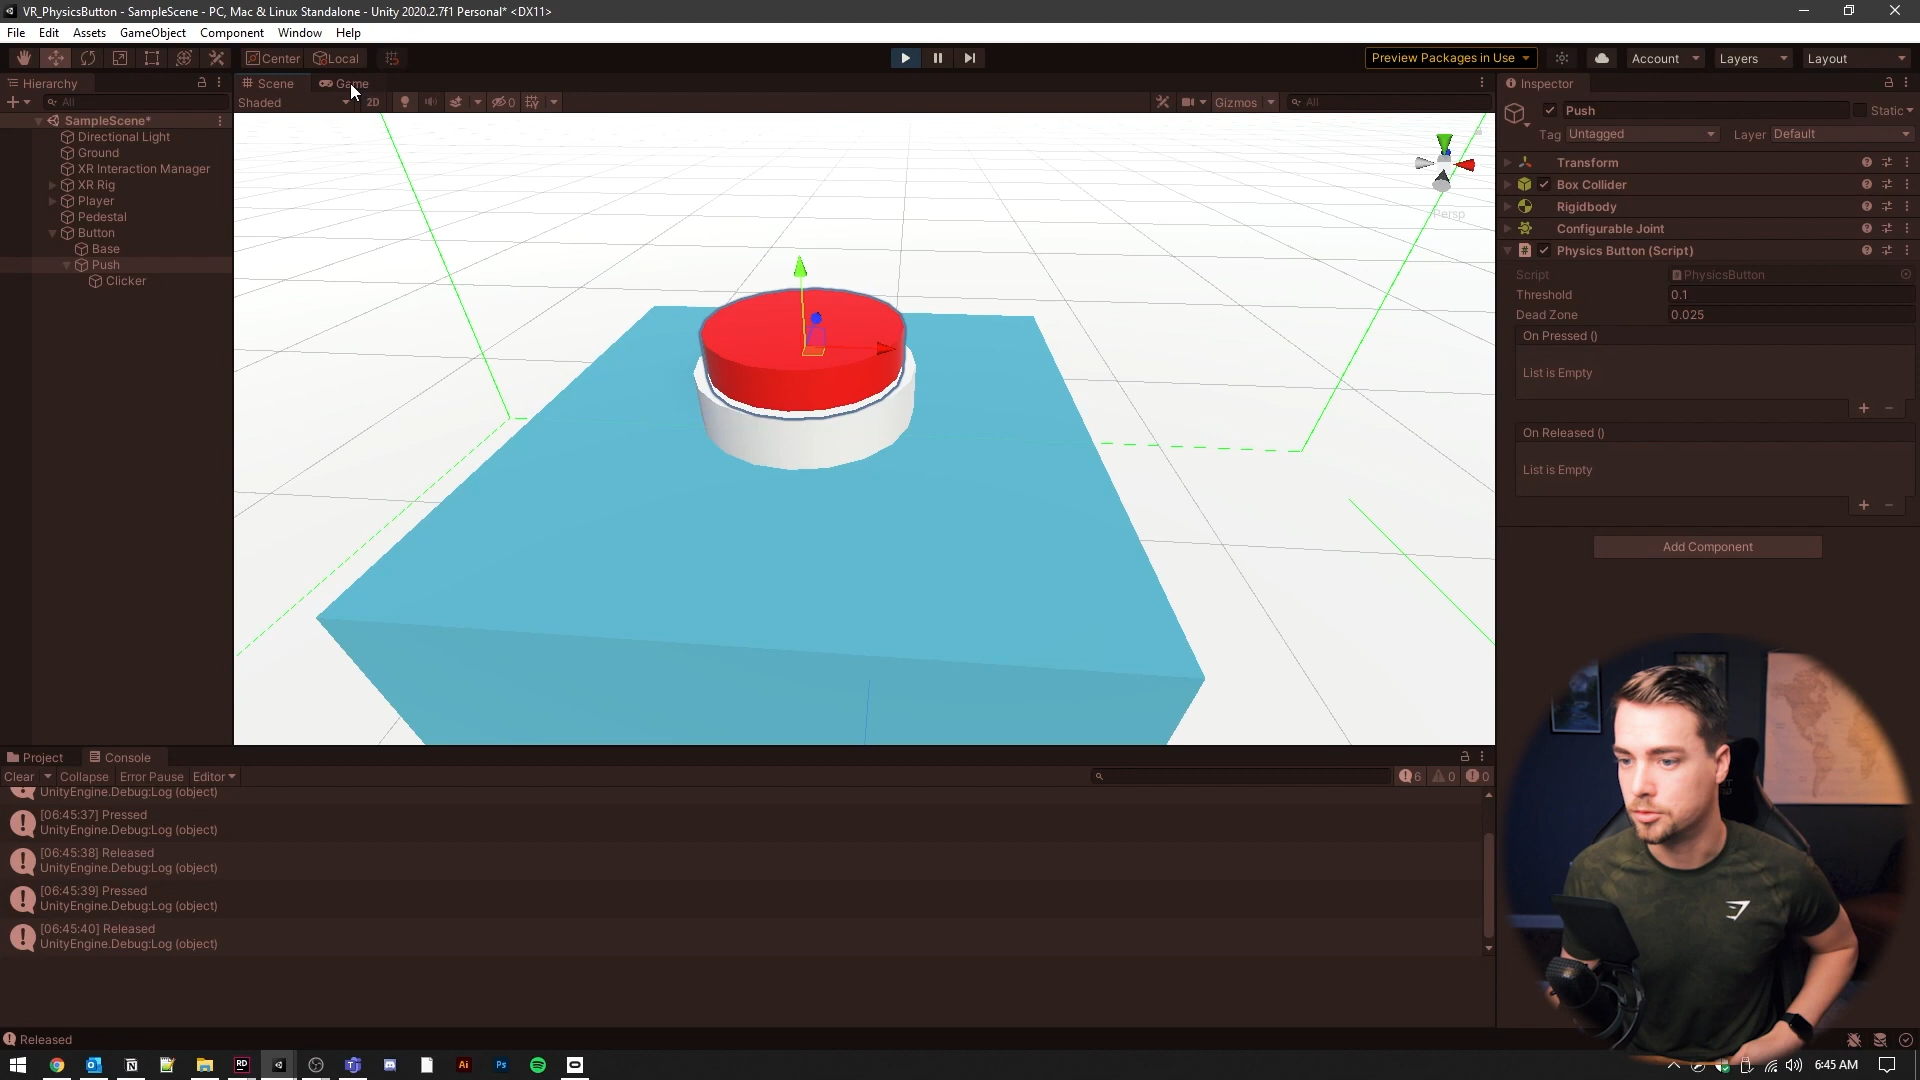 VR_PhysicsButton - SampleScene - PC, Mac & Linux Standalone - Unity 2020.2.7f1 Personal* <DX11>
File Edit Assets GameObject Component Window Help
Center Local
Preview Packages in Use
Account
Layers
Layout
Hierarchy
All
SampleScene*
Directional Light
Ground
XR Interaction Manager
XR Rig
Player
Pedestal
Button
Base
Push
Clicker
Scene
Game
Shaded
2D
0
Gizmos
All
Persp
Inspector
Push
Static
Tag Untagged
Layer Default
Transform
Box Collider
Rigidbody
Configurable Joint
Physics Button (Script)
Script PhysicsButton
Threshold 0.1
Dead Zone 0.025
On Pressed ()
List is Empty
On Released ()
List is Empty
Add Component
Project
Console
Clear Collapse Error Pause Editor
6 0 0
UnityEngine.Debug:Log (object)
[06:45:37] Pressed
UnityEngine.Debug:Log (object)
[06:45:38] Released
UnityEngine.Debug:Log (object)
[06:45:39] Pressed
UnityEngine.Debug:Log (object)
[06:45:40] Released
UnityEngine.Debug:Log (object)
Released
RD
Ai
Ps
6:45 AM